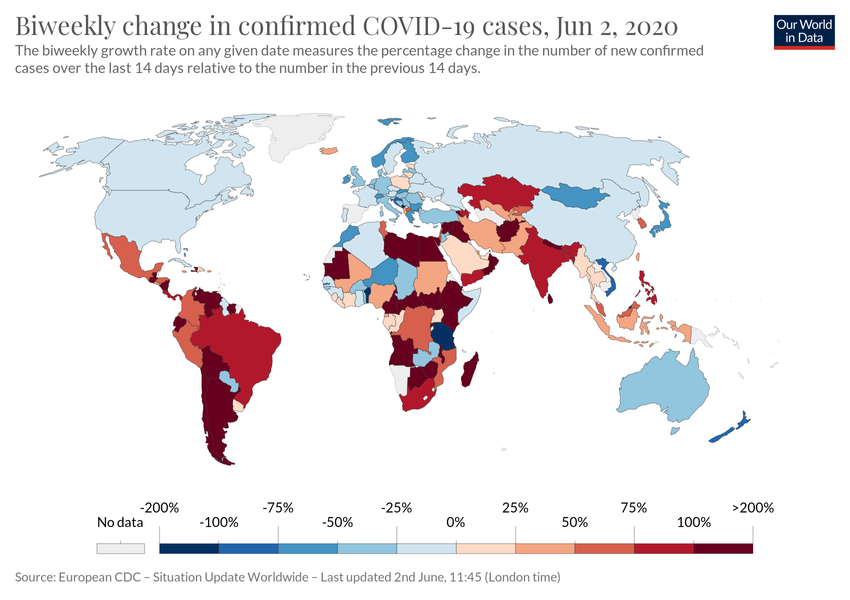 Biweekly change in confirmed COVID-19 cases, Jun 2, 2020
Our World
in Data
The biweekly growth rate on any given date measures the percentage change in the number of new confirmed
cases over the last 14 days relative to the number in the previous 14 days.
-200% -75% -25% 25% 75% >200%
No data -100% -50% 0% 50% 100%
Source: European CDC – Situation Update Worldwide – Last updated 2nd June, 11:45 (London time)